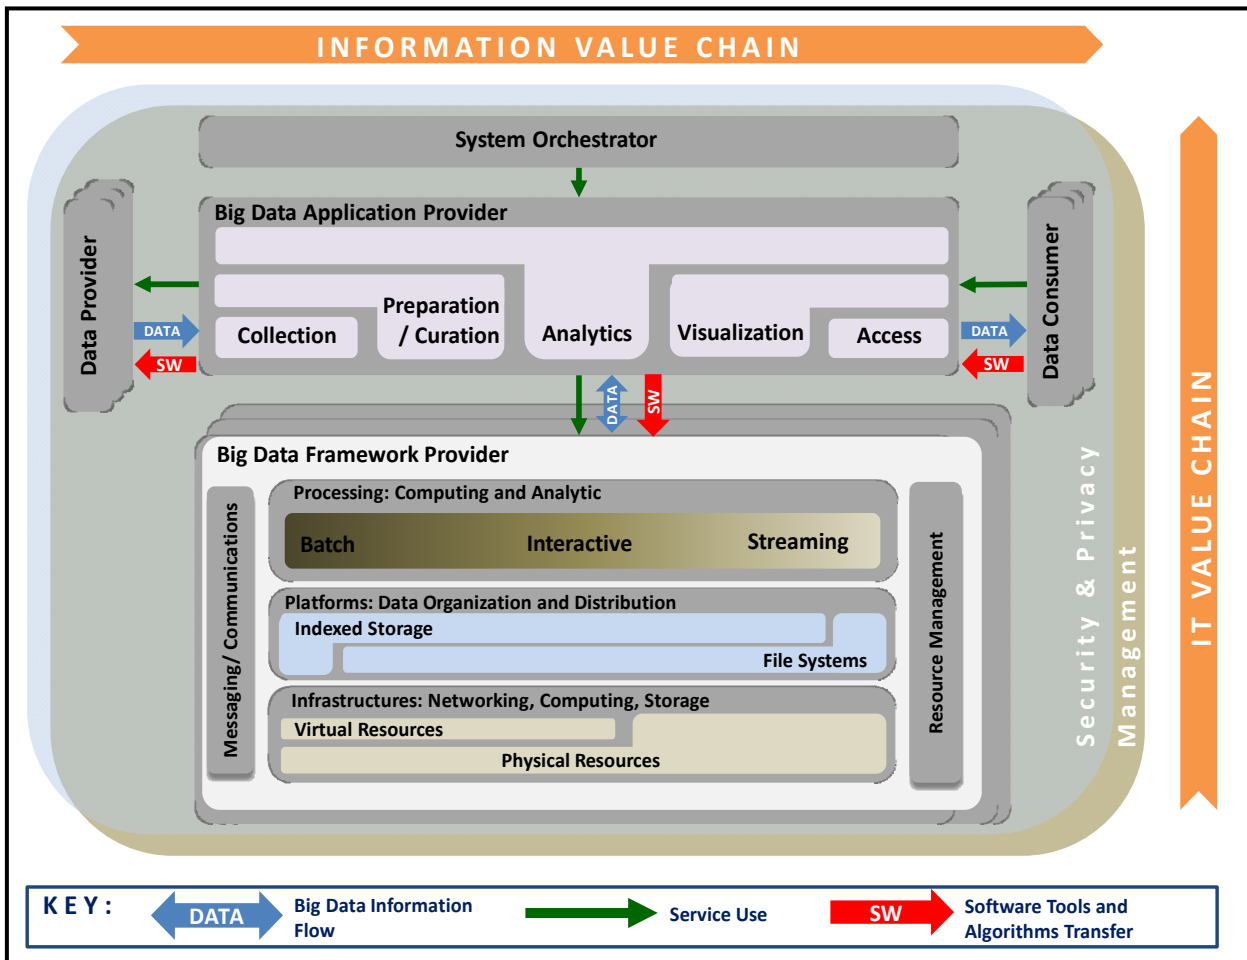 INFORMATION VALUE CHAIN
System Orchestrator
Big Data Application Provider
Data Provider
Data Consumer
Preparation
/ Curation
Collection
Analytics
Visualization
Access
DATA
SW
DATA
SW
DATA
SW
Big Data Framework Provider
Messaging/ Communications
Processing: Computing and Analytic
Batch
Interactive
Streaming
Platforms: Data Organization and Distribution
Indexed Storage
File Systems
Infrastructures: Networking, Computing, Storage
Virtual Resources
Physical Resources
Resource Management
Security & Privacy
Management
IT VALUE CHAIN
KEY:
DATA
Big Data Information
Flow
Service Use
SW
Software Tools and
Algorithms Transfer